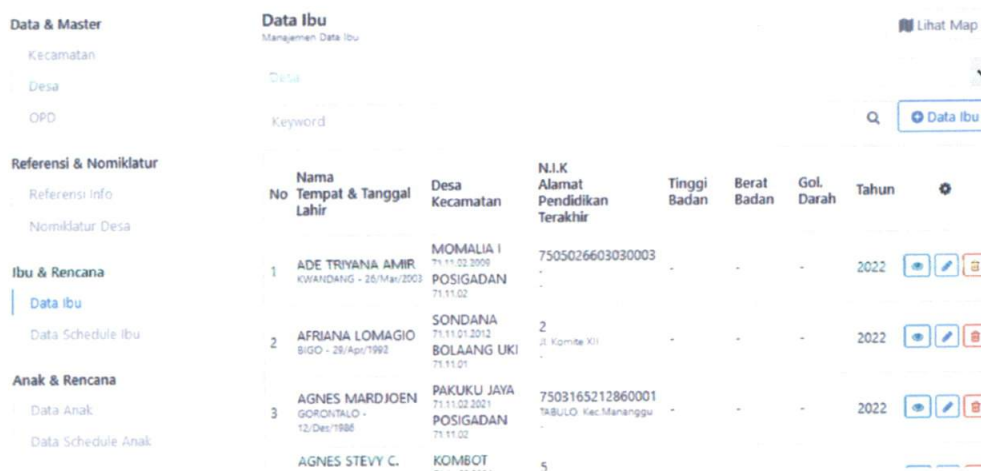 Data & Master
Kecamatan
Desa
OPD
Referensi & Nomiklatur
Referensi Info
Nomiklatur Desa
Ibu & Rencana
Data Ibu
Data Schedule Ibu
Anak & Rencana
Data Anak
Data Schedule Anak
Data Ibu
Manajemen Data Ibu
Lihat Map
Desa
Keyword
Data Ibu
No Nama Tempat & Tanggal Lahir Desa Kecamatan N.I.K Alamat Pendidikan Terakhir Tinggi Badan Berat Badan Gol. Darah Tahun
1 ADE TRIYANA AMIR MOMALIA I 7505026603030003 - - - 2022
KWANDANG - 26/Mar/2003 71.11.02.2009 -
POSIGADAN -
71.11.02
2 AFRIANA LOMAGIO SONDANA 2 - - - 2022
BIGO - 29/Apr/1992 71.11.01.2012 Jl. Komite XII
BOLAANG UKI -
71.11.01
3 AGNES MARDJOEN PAKUKU JAYA 7503165212860001 - - - 2022
GORONTALO - 71.11.02.2021 TABULO Kec.Mananggu
12/Des/1986 POSIGADAN -
71.11.02
AGNES STEVY C. KOMBOT 5